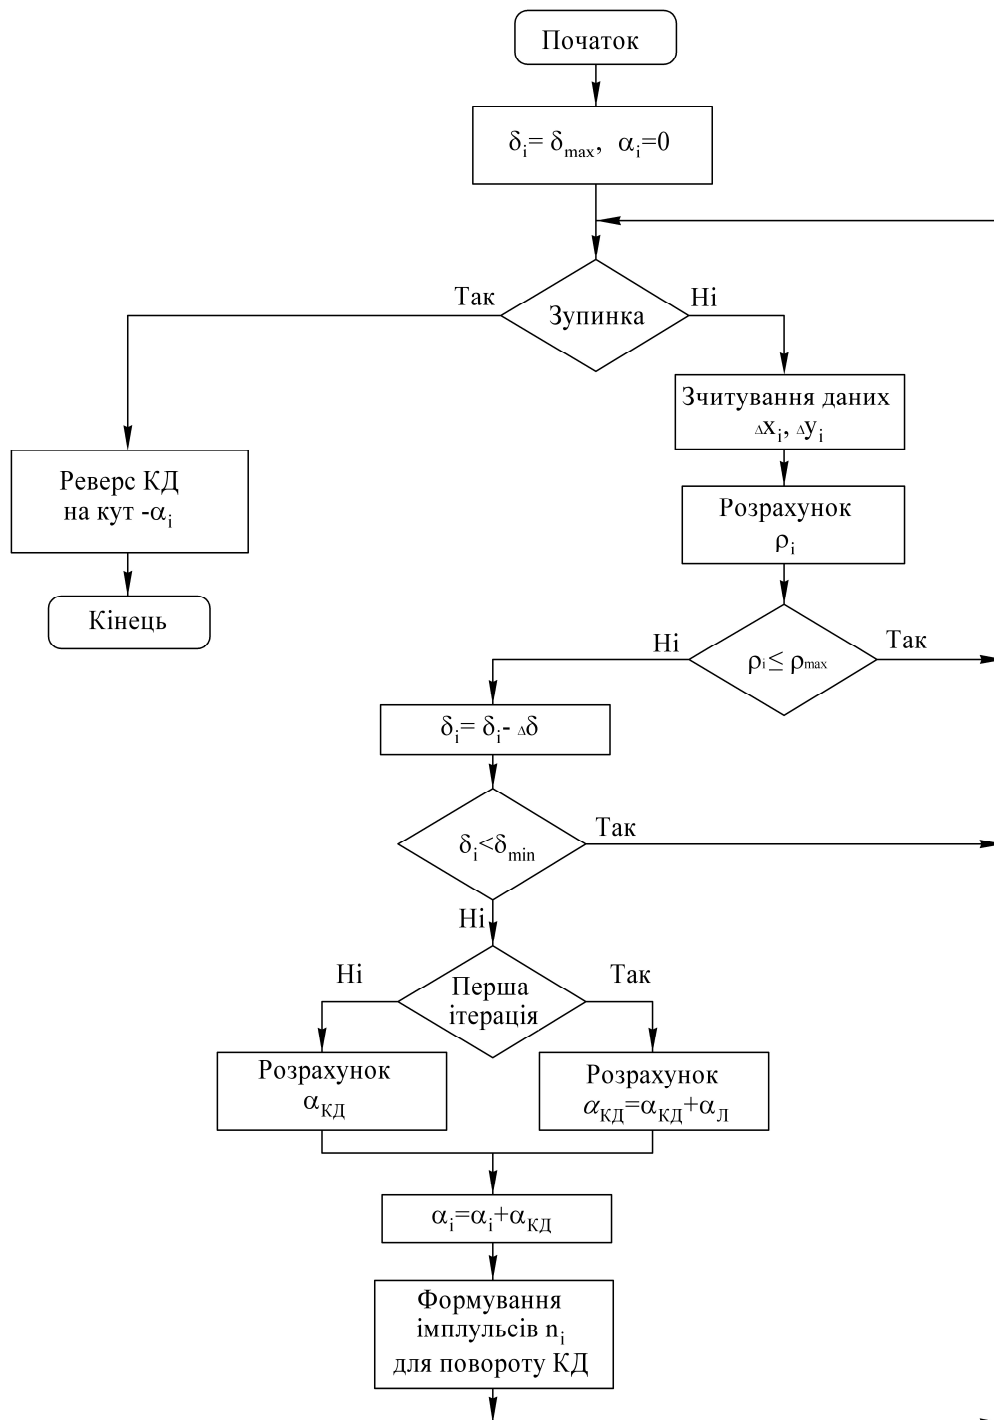 Початок
δi= δmax, αi=0
Так
Ні
Зупинка
Зчитування даних
Δxi, Δyi
Реверс КД
на кут -αi
Розрахунок
ρi
Кінець
Ні
Так
ρi≤ ρmax
δi= δi- Δδ
Так
δi<δmin
Ні
Ні
Так
Перша
ітерація
Розрахунок
αКД
Розрахунок
αКД=αКД+αЛ
αi=αi+αКД
Формування
імплульсів ni
для повороту КД